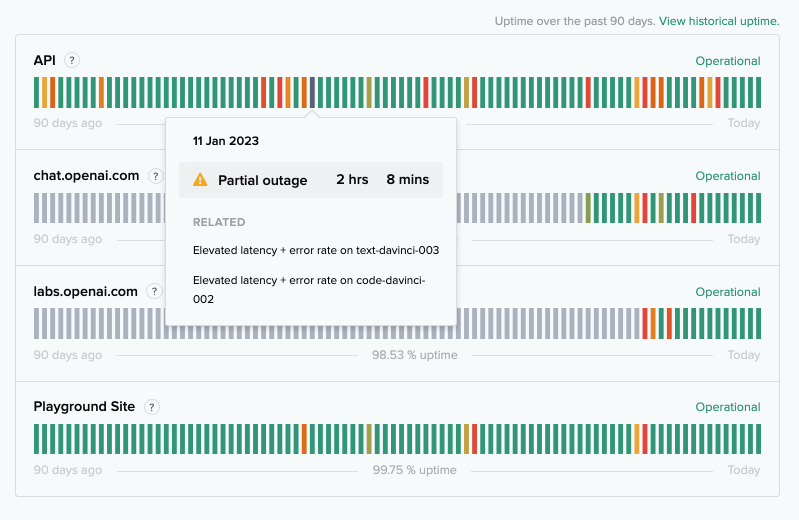 Uptime over the past 90 days. View historical uptime.
API ? Operational
90 days ago Today
11 Jan 2023
Partial outage 2 hrs 8 mins
RELATED
Elevated latency + error rate on text-davinci-003
Elevated latency + error rate on code-davinci-
002
chat.openai.com ? Operational
90 days ago Today
labs.openai.com ? Operational
90 days ago 98.53 % uptime Today
Playground Site ? Operational
90 days ago 99.75 % uptime Today